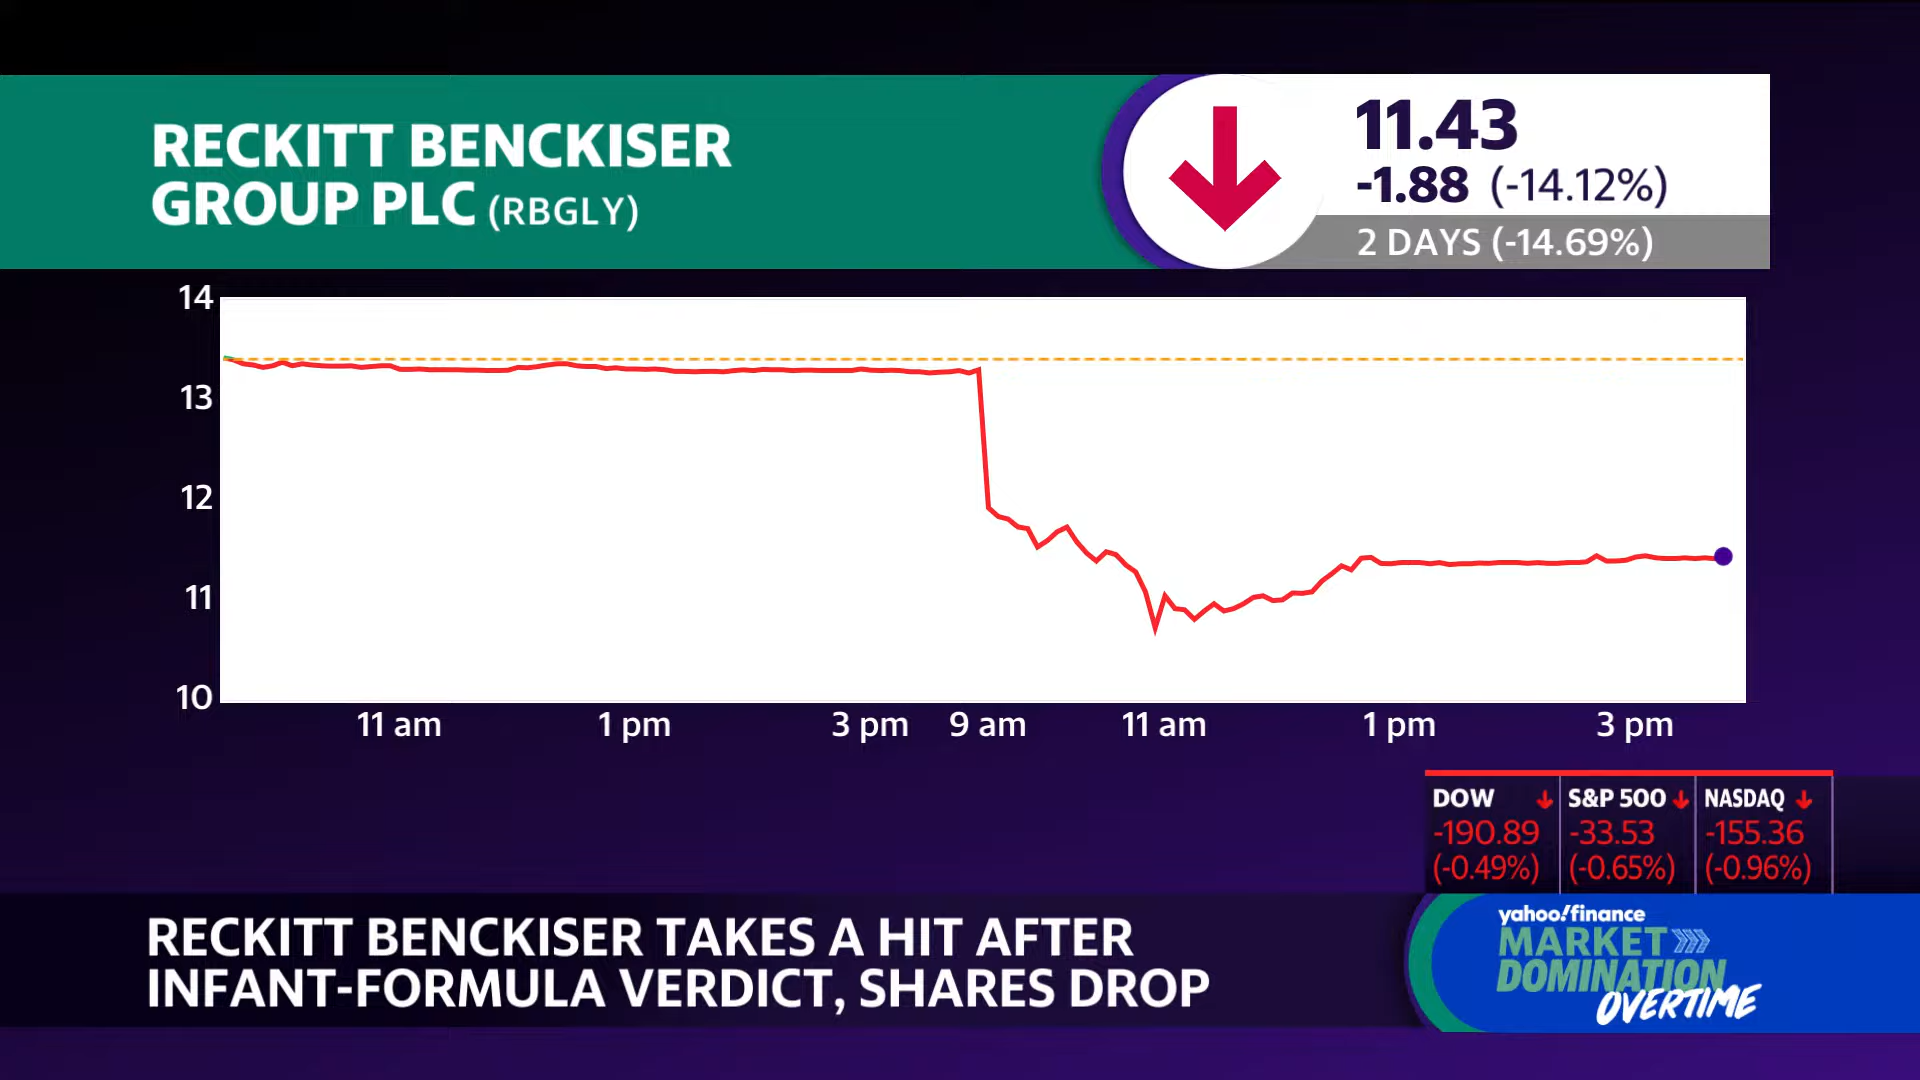 RECKITT BENCKISER
GROUP PLC (RBGLY)
11.43
-1.88 (-14.12%)
2 DAYS (-14.69%)
14
13
12
11
10
11 am 1 pm 3 pm 9 am 11 am 1 pm 3 pm
DOW S&P 500 NASDAQ
-190.89 -33.53 -155.36
(-0.49%) (-0.65%) (-0.96%)
RECKITT BENCKISER TAKES A HIT AFTER
INFANT-FORMULA VERDICT, SHARES DROP
yahoo!finance
MARKET
DOMINATION
OVERTIME